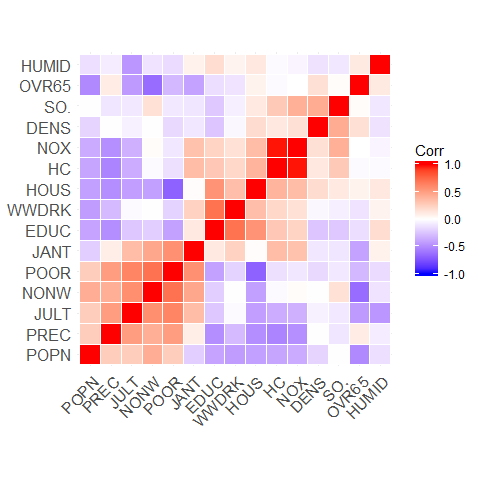 HUMID
OVR65
SO.
DENS
NOX
HC
HOUS
WWDRK
EDUC
JANT
POOR
NONW
JULT
PREC
POPN
POPN
PREC
JULT
NONW
POOR
JANT
EDUC
WWDRK
HOUS
HC
NOX
DENS
SO.
OVR65
HUMID
Corr
1.0
0.5
0.0
-0.5
-1.0